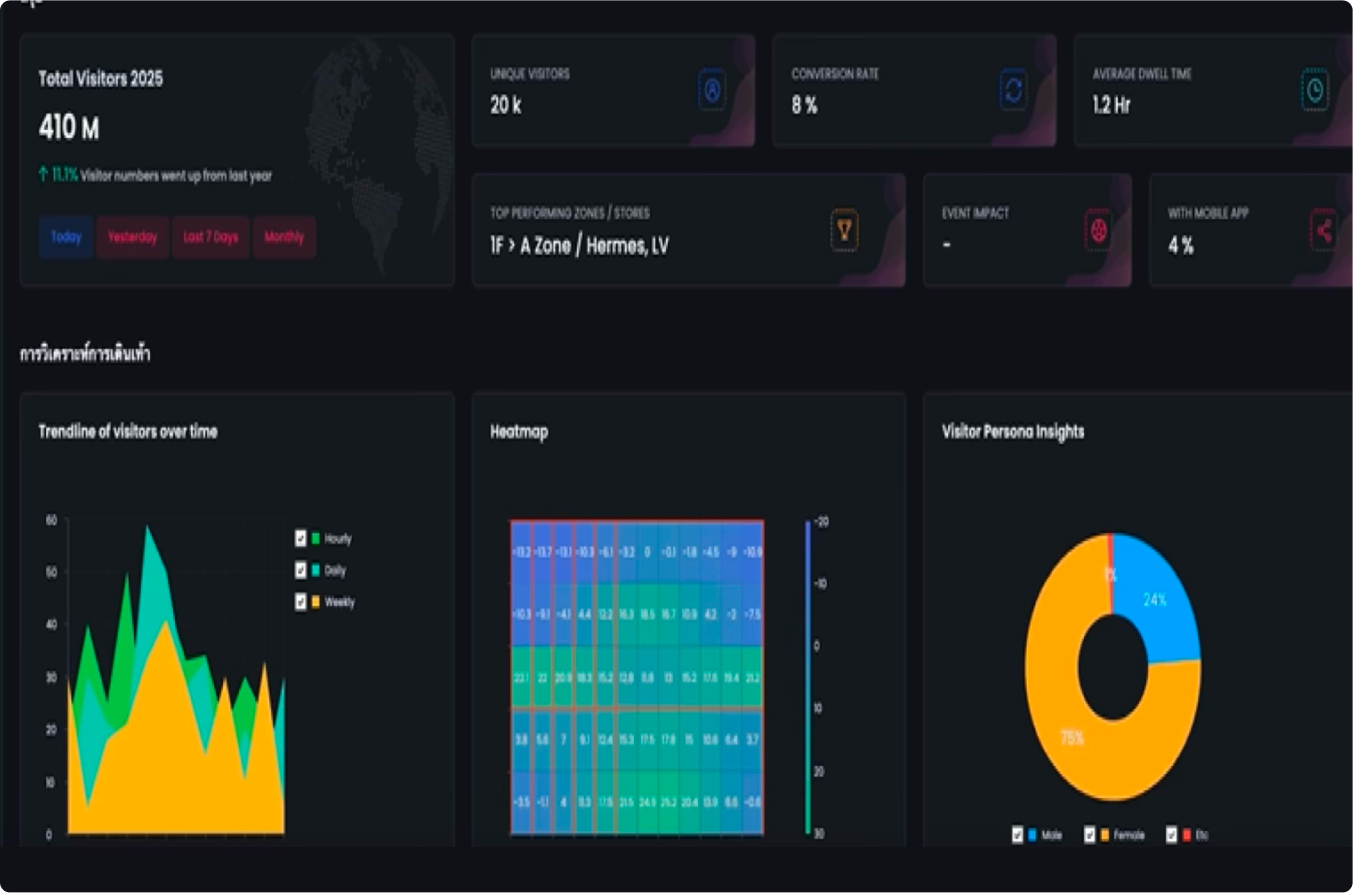 Total Visitors 2025
410 M
↑ 11.1% Visitor numbers went up from last year
Today Yesterday Last 7 Days Monthly
UNIQUE VISITORS
20 k
CONVERSION RATE
8 %
AVERAGE DWELL TIME
1.2 Hr
TOP PERFORMING ZONES / STORES
1F > A Zone / Hermes, LV
EVENT IMPACT
-
WITH MOBILE APP
4 %
การวิเคราะห์การเดินเท้า
Trendline of visitors over time
60
50
40
30
20
10
0
Hourly
Daily
Weekly
Heatmap
-13.2 -13.7 -13.1 -10.3 -6.1 -3.2 0 -0.1 -1.8 -4.5 -9 -10.9
-10.3 -9.1 -4.1 4.4 12.2 16.3 18.5 16.7 10.9 4.2 -2 -7.5
22.1 22 20.9 18.3 15.2 12.8 11.8 13 15.2 17.6 19.4 21.2
3.8 5.6 7 9.1 12.4 15.3 17.5 17.8 15 10.6 6.4 3.7
-3.5 -1.1 4 11.3 17.5 21.5 24.9 25.2 20.4 13.9 6.6 -0.6
-20
-10
0
10
20
30
Visitor Persona Insights
1%
24%
75%
Male Female Etc